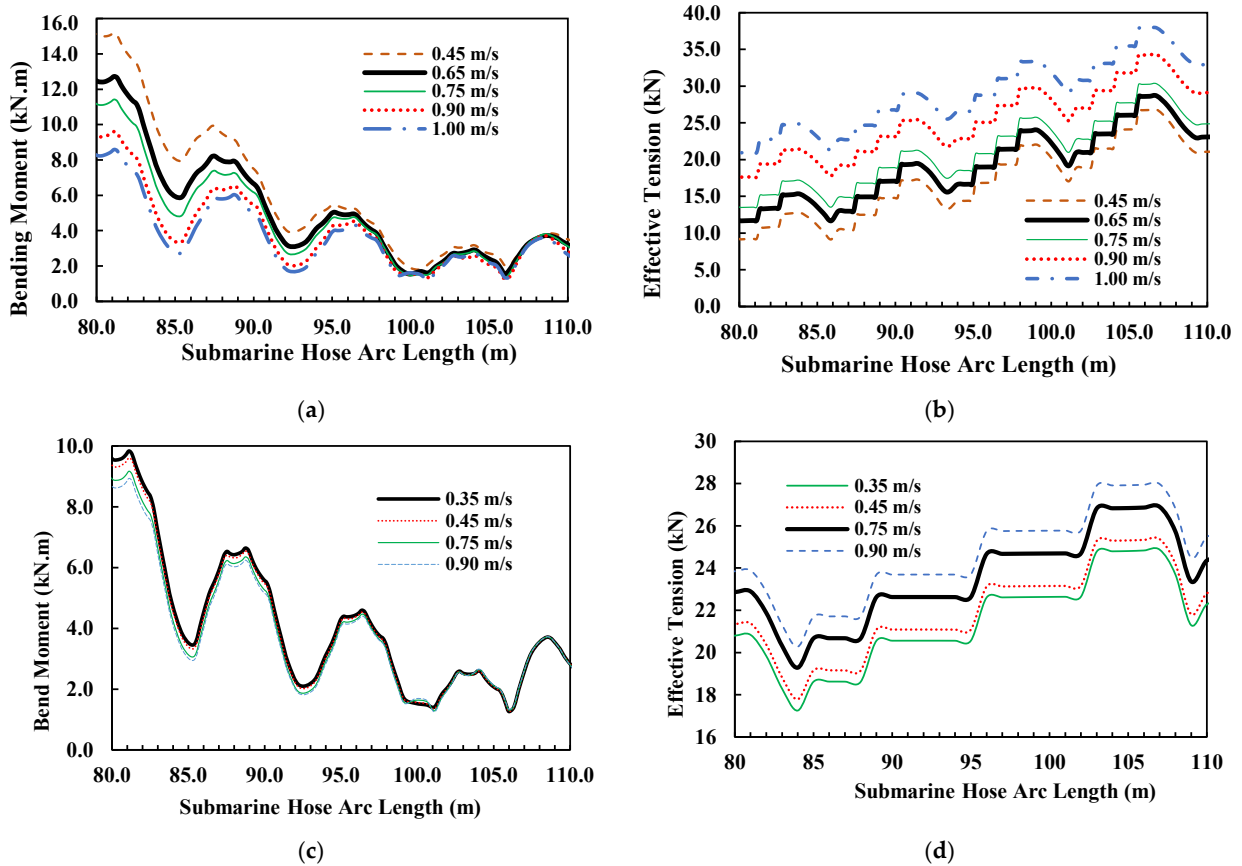 16.0
14.0
12.0
10.0
8.0
6.0
4.0
2.0
0.0
Bending Moment (kN.m)
0.45 m/s
0.65 m/s
0.75 m/s
0.90 m/s
1.00 m/s
80.0 85.0 90.0 95.0 100.0 105.0 110.0
Submarine Hose Arc Length (m)
(a)
40.0
35.0
30.0
25.0
20.0
15.0
10.0
5.0
0.0
Effective Tension (kN)
0.45 m/s
0.65 m/s
0.75 m/s
0.90 m/s
1.00 m/s
80.0 85.0 90.0 95.0 100.0 105.0 110.0
Submarine Hose Arc Length (m)
(b)
10.0
8.0
6.0
4.0
2.0
0.0
Bend Moment (kN.m)
0.35 m/s
0.45 m/s
0.75 m/s
0.90 m/s
80.0 85.0 90.0 95.0 100.0 105.0 110.0
Submarine Hose Arc Length (m)
(c)
30
28
26
24
22
20
18
16
Effective Tension (kN)
0.35 m/s
0.45 m/s
0.75 m/s
0.90 m/s
80 85 90 95 100 105 110
Submarine Hose Arc Length (m)
(d)